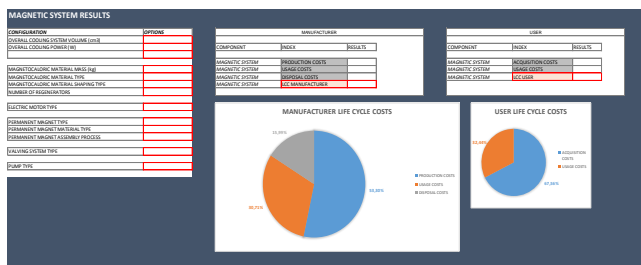 MAGNETIC SYSTEM RESULTS
CONFIGURATION OPTIONS
OVERALL COOLING SYSTEM VOLUME (cm3)
OVERALL COOLING POWER (W)
MAGNETOCALORIC MATERIAL MASS (kg)
MAGNETOCALORIC MATERIAL TYPE
MAGNETOCALORIC MATERIAL SHAPING TYPE
NUMBER OF REGENERATORS
ELECTRIC MOTOR TYPE
PERMANENT MAGNET TYPE
PERMANENT MAGNET MATERIAL TYPE
PERMANENT MAGNET ASSEMBLY PROCESS
VALVING SYSTEM TYPE
PUMP TYPE
MANUFACTURER
COMPONENT INDEX RESULTS
MAGNETIC SYSTEM PRODUCTION COSTS
MAGNETIC SYSTEM USAGE COSTS
MAGNETIC SYSTEM DISPOSAL COSTS
MAGNETIC SYSTEM LCC MANUFACTURER
USER
COMPONENT INDEX RESULTS
MAGNETIC SYSTEM ACQUISITION COSTS
MAGNETIC SYSTEM USAGE COSTS
MAGNETIC SYSTEM LCC USER
MANUFACTURER LIFE CYCLE COSTS
PRODUCTION COSTS
USAGE COSTS
DISPOSAL COSTS
USER LIFE CYCLE COSTS
ACQUISITION
COSTS
USAGE COSTS